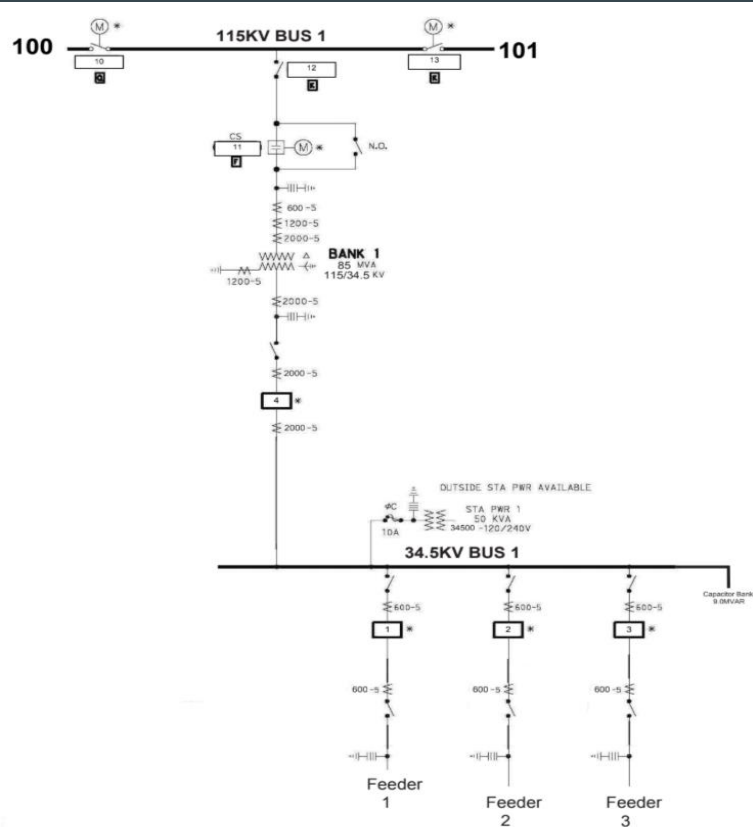 M *
M *
100
115KV BUS 1
101
10
12
13
K
K
CS
11
M *
N.O.
F
600-5
1200-5
2000-5
BANK 1
85 MVA
115/34.5 KV
1200-5
2000-5
2000-5
4 *
2000-5
OUTSIDE STA PWR AVAILABLE
ΦC
STA PWR 1
50 KVA
34500 -120/240V
10A
34.5KV BUS 1
Capacitor Bank
9.0MVAR
600-5
600-5
600-5
1 *
2 *
3 *
600-5
600-5
600-5
Feeder
1
Feeder
2
Feeder
3